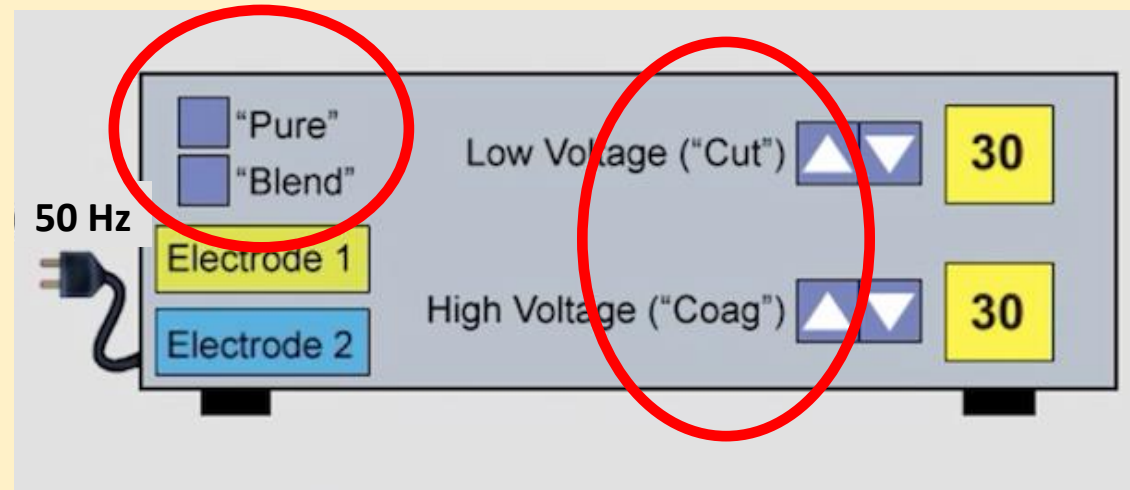 "Pure"
"Blend"
50 Hz
Electrode 1
Electrode 2
Low Voltage ("Cut")
30
High Voltage ("Coag")
30